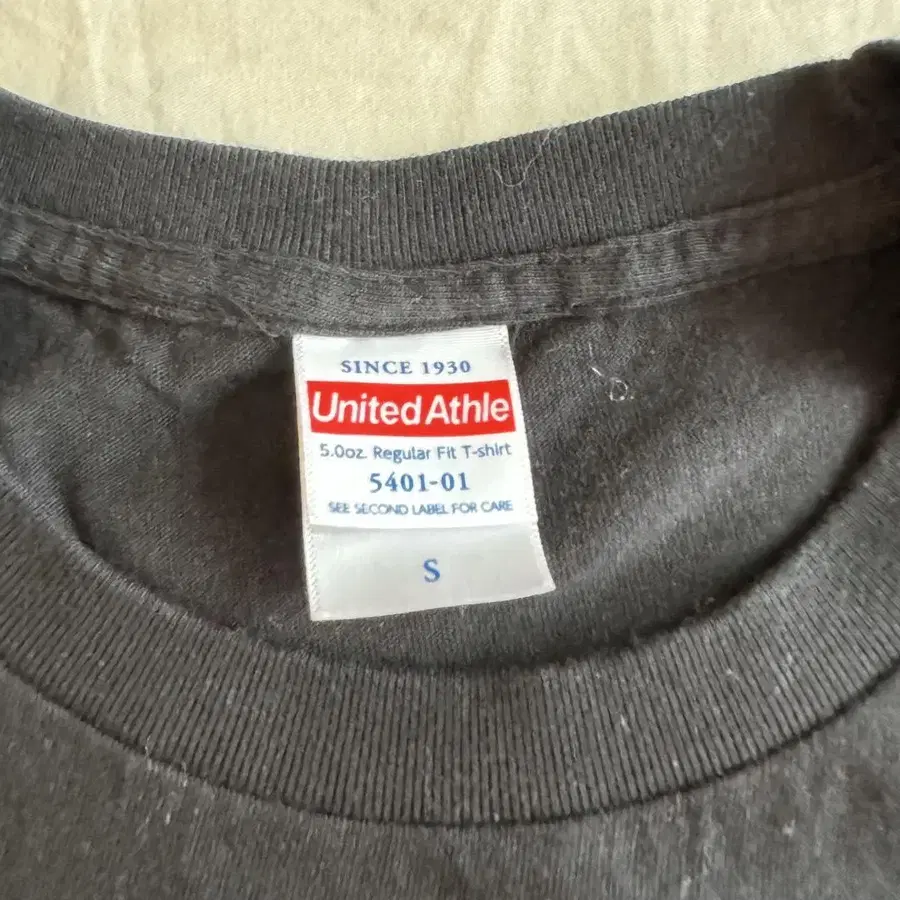 SINCE 1930
United Athle
5.0oz. Regular Fit T-shirt
5401-01
SEE SECOND LABEL FOR CARE
S